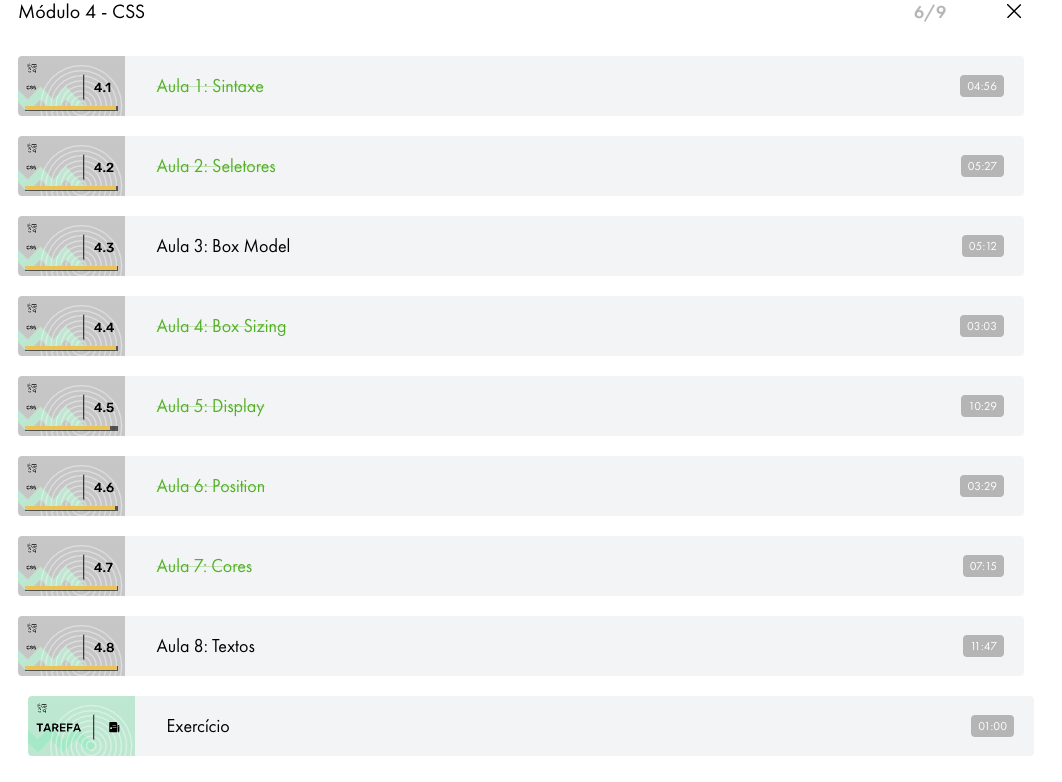 Módulo 4 - CSS 6/9
4.1 Aula 1: Sintaxe 04:56
4.2 Aula 2: Seletores 05:27
4.3 Aula 3: Box Model 05:12
4.4 Aula 4: Box Sizing 03:03
4.5 Aula 5: Display 10:29
4.6 Aula 6: Position 03:29
4.7 Aula 7: Cores 07:15
4.8 Aula 8: Textos 11:47
TAREFA Exercício 01:00